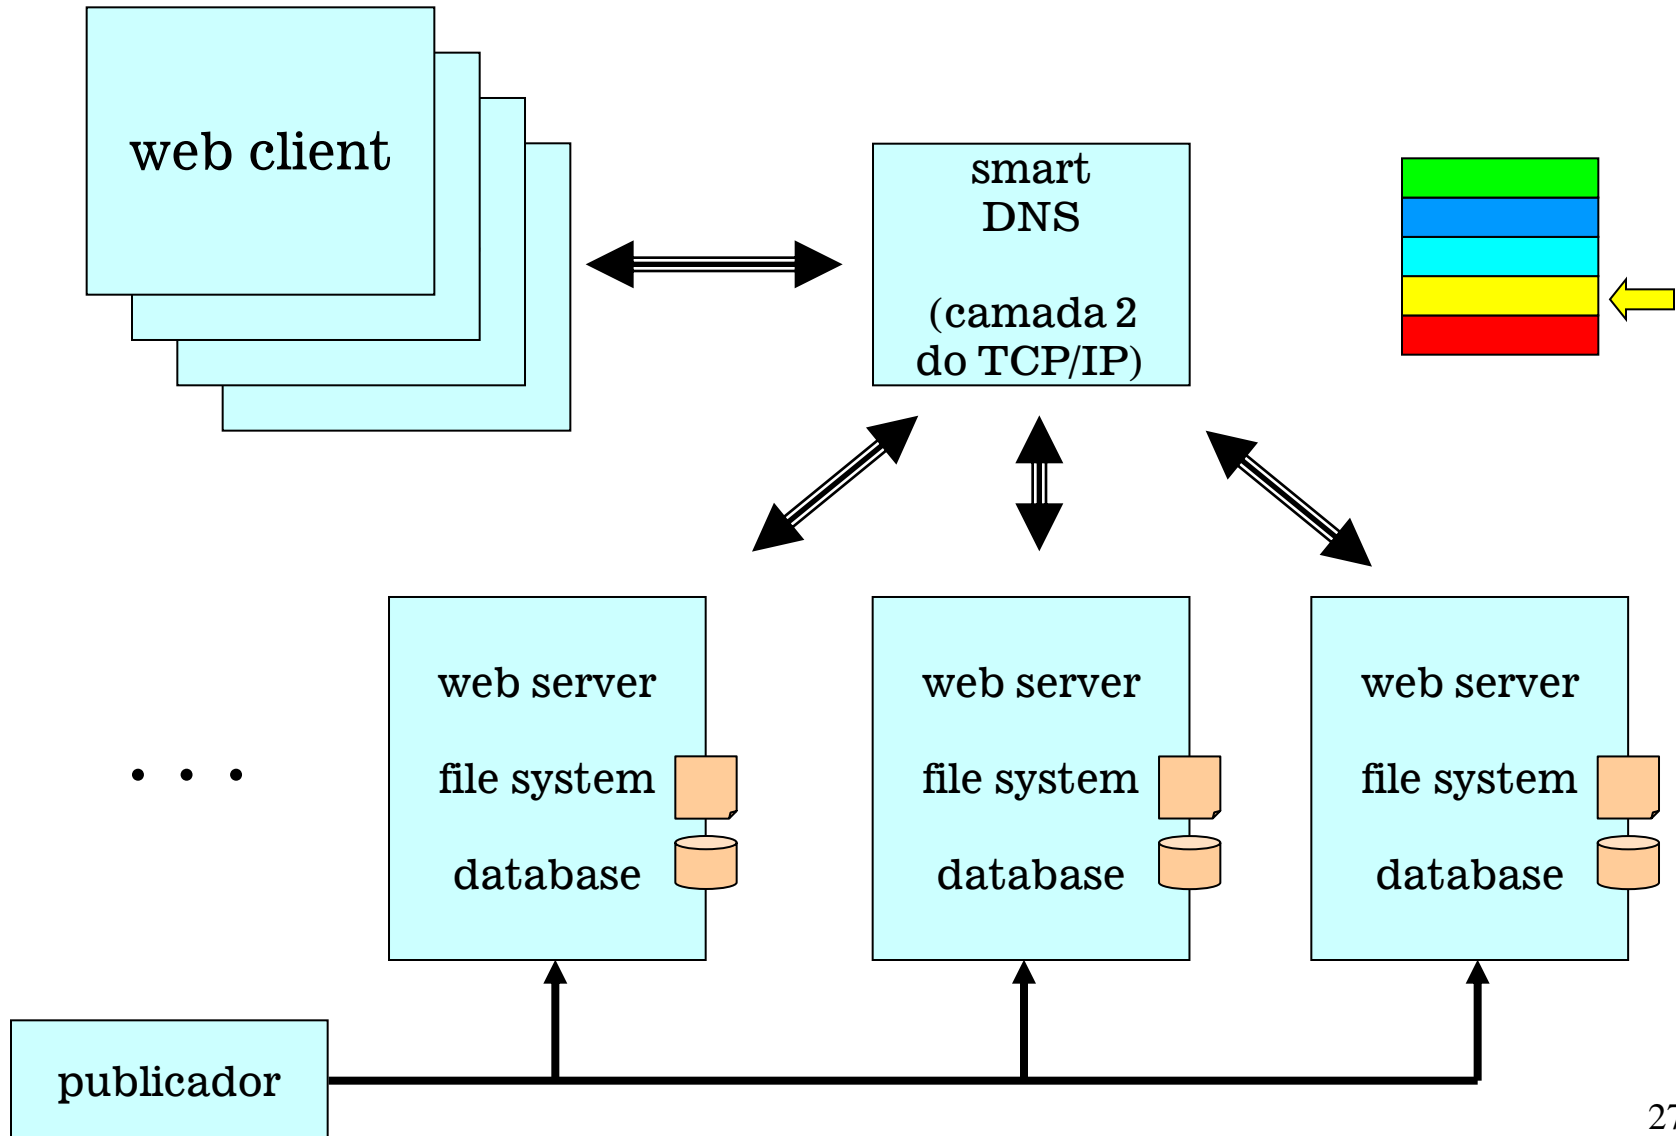 web client
smart
DNS
(camada 2
do TCP/IP)
. . .
web server
file system
database
web server
file system
database
web server
file system
database
publicador
27